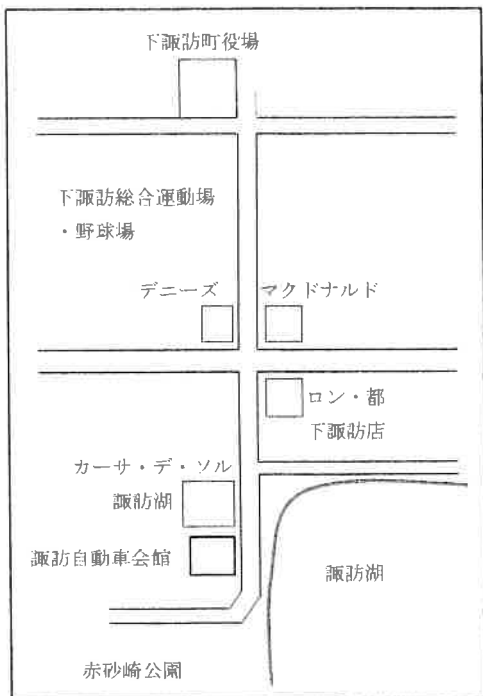 下諏訪町役場
下諏訪総合運動場
・野球場
デニーズ
マクドナルド
ロン・都
下諏訪店
カーサ・デ・ソル
諏訪湖
諏訪自動車会館
諏訪湖
赤砂崎公園